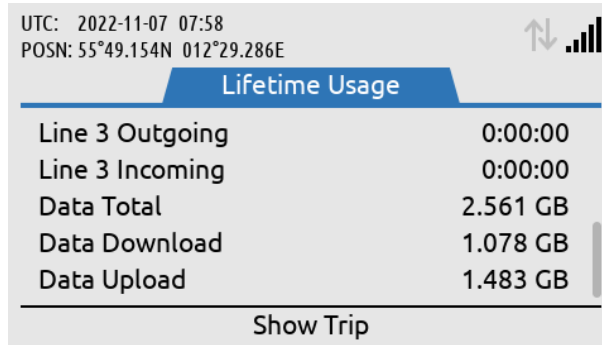 UTC: 2022-11-07 07:58
POSN: 55°49.154N 012°29.286E
Lifetime Usage
Line 3 Outgoing 0:00:00
Line 3 Incoming 0:00:00
Data Total 2.561 GB
Data Download 1.078 GB
Data Upload 1.483 GB
Show Trip